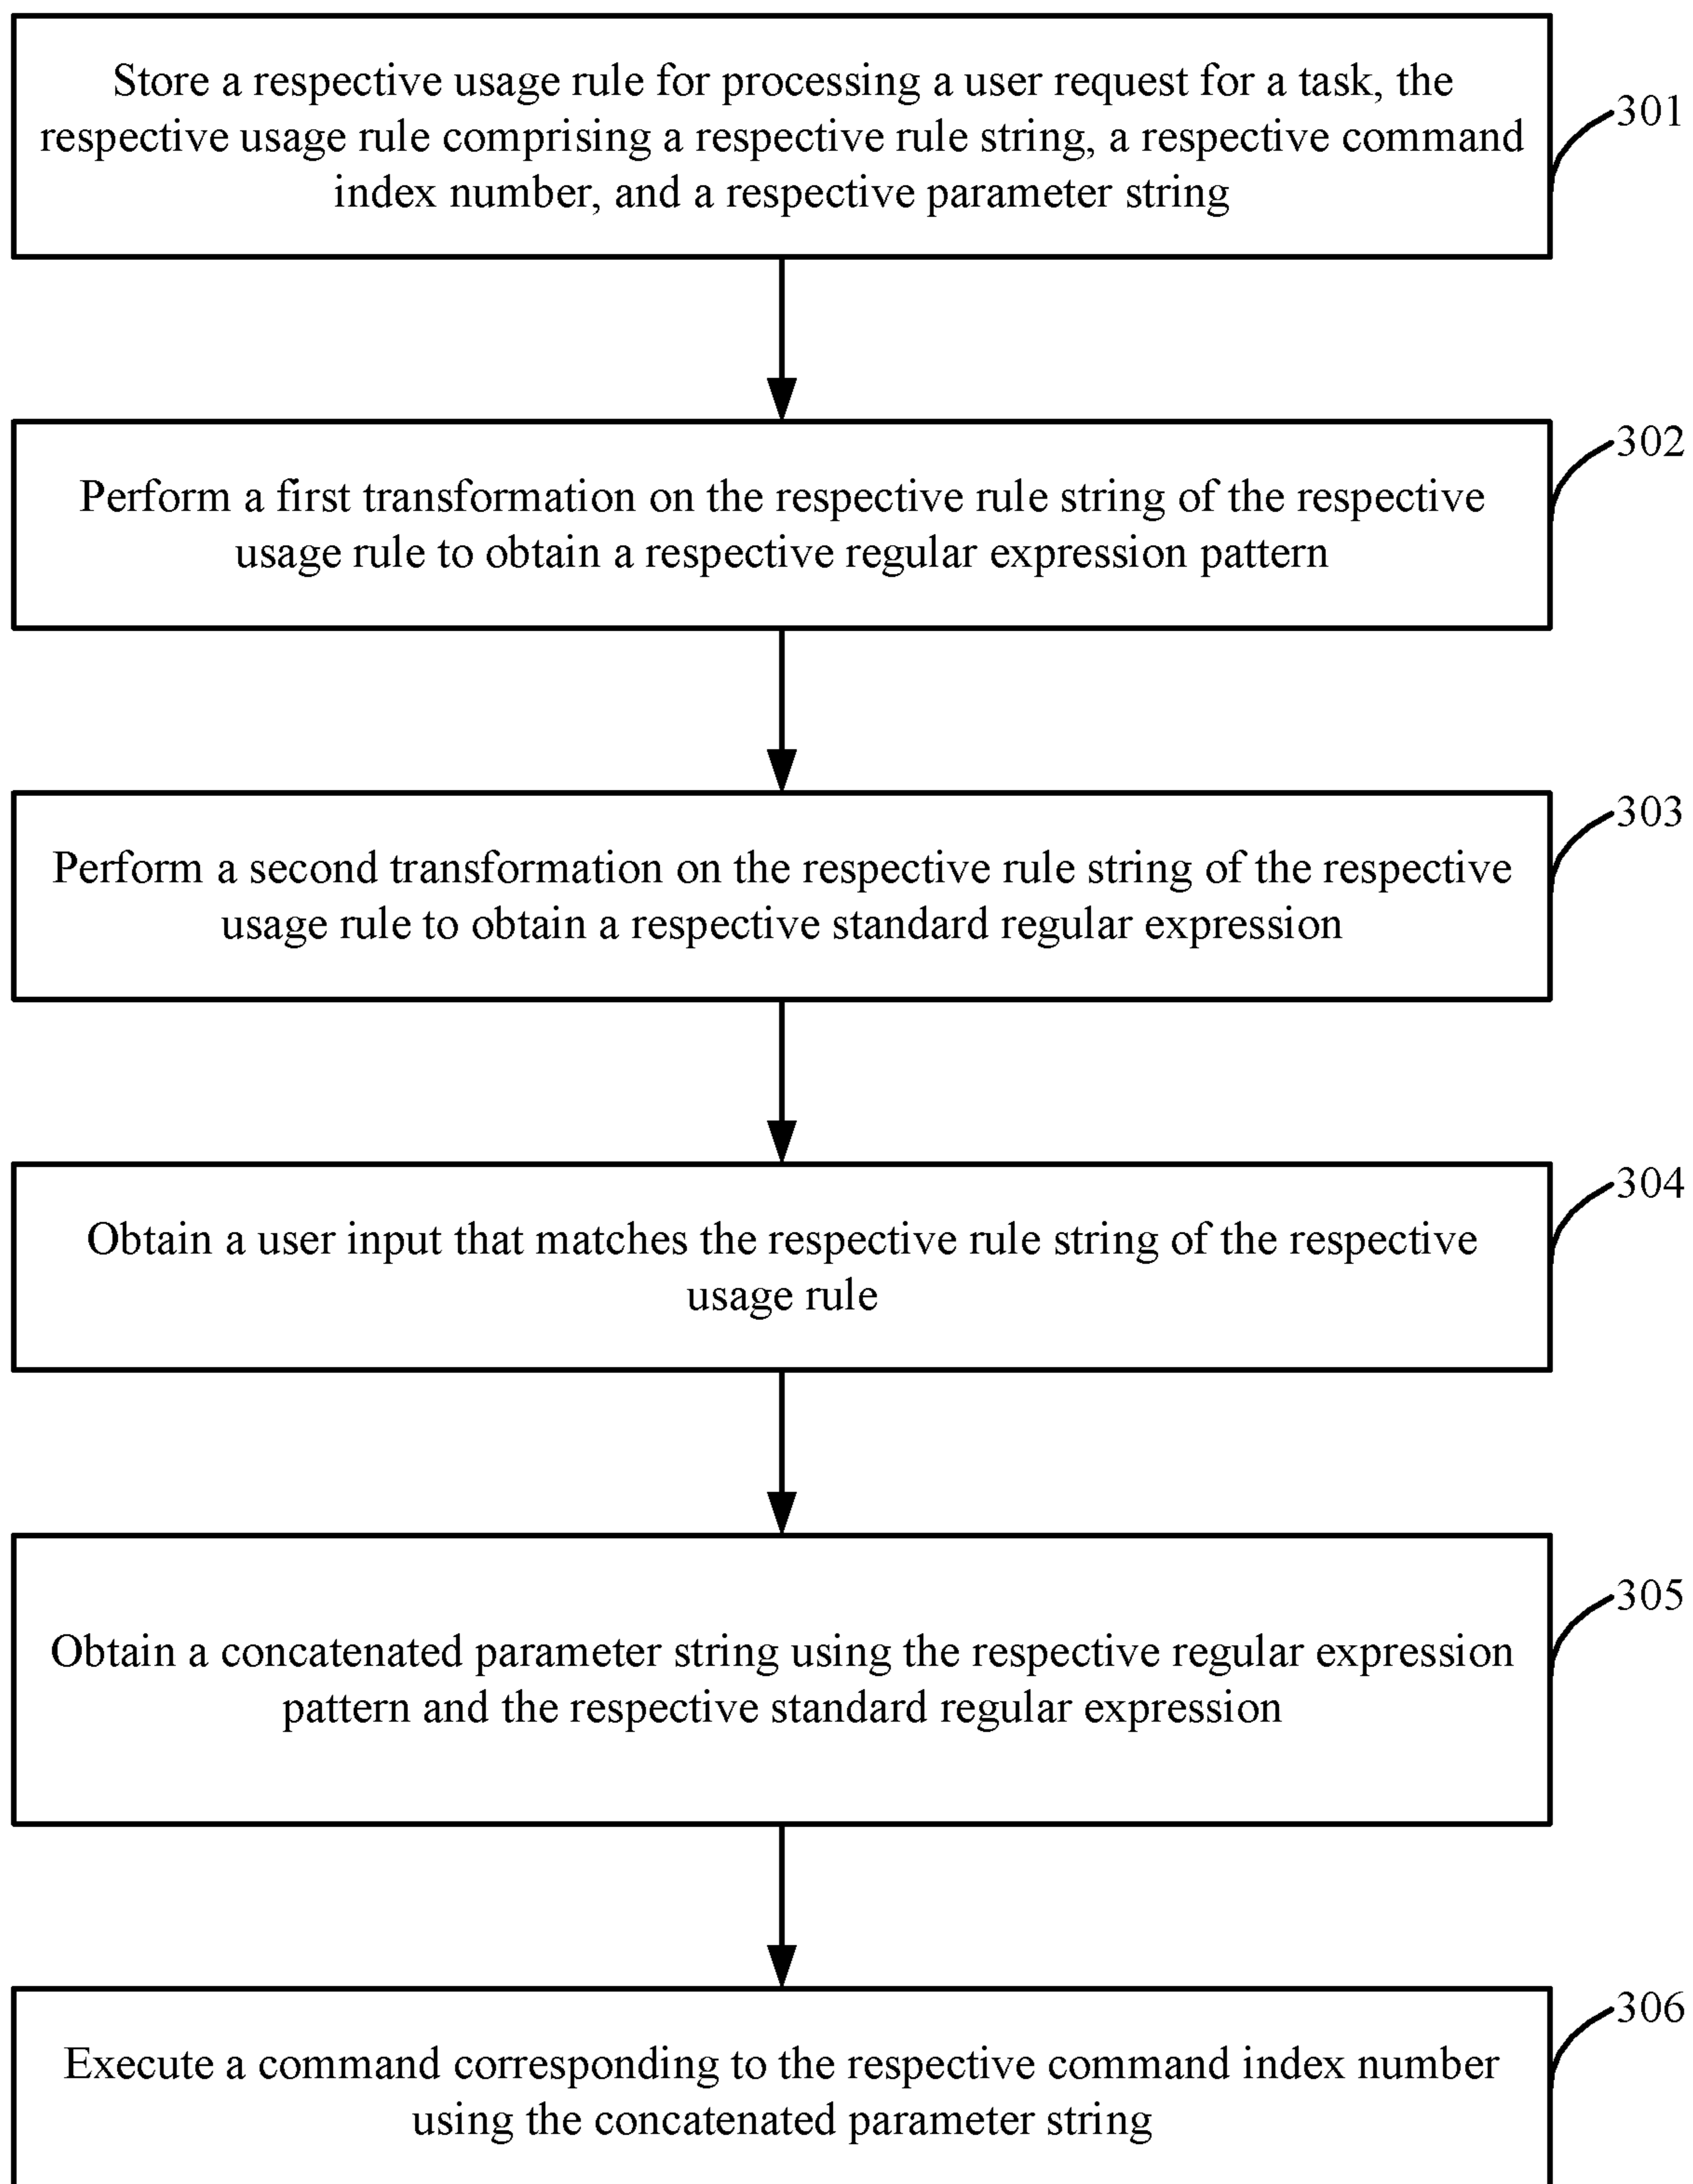 Store a respective usage rule for processing a user request for a task, the
respective usage rule comprising a respective rule string, a respective command
index number, and a respective parameter string
301
Perform a first transformation on the respective rule string of the respective
usage rule to obtain a respective regular expression pattern
302
Perform a second transformation on the respective rule string of the respective
usage rule to obtain a respective standard regular expression
303
Obtain a user input that matches the respective rule string of the respective
usage rule
304
Obtain a concatenated parameter string using the respective regular expression
pattern and the respective standard regular expression
305
Execute a command corresponding to the respective command index number
using the concatenated parameter string
306